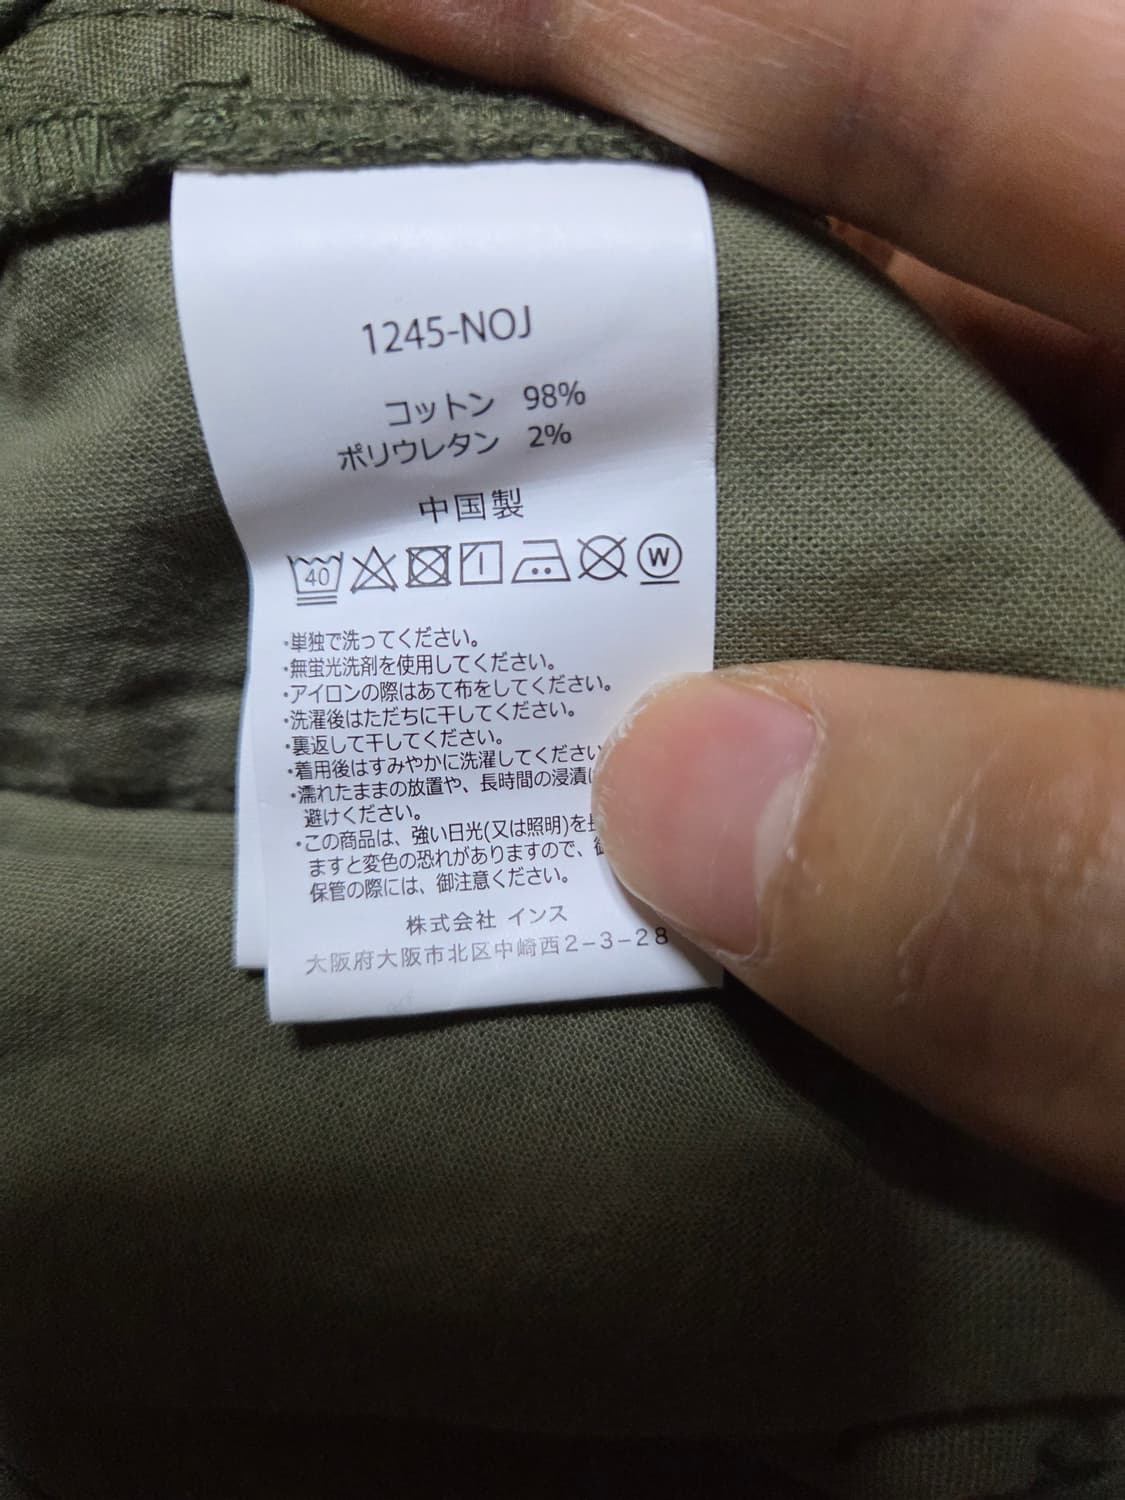 1245-NOJ
コットン 98%
ポリウレタン 2%
中国製
40 W
・単独で洗ってください。
・無蛍光洗剤を使用してください。
・アイロンの際はあて布をしてください。
・洗濯後はただちに干してください。
・裏返して干してください。
・着用後はすみやかに洗濯してください
・濡れたままの放置や、長時間の浸漬
避けください。
・この商品は、強い日光(又は照明)を
ますと変色の恐れがありますので、
保管の際には、御注意ください。
株式会社 インス
大阪府大阪市北区中崎西2-3-28